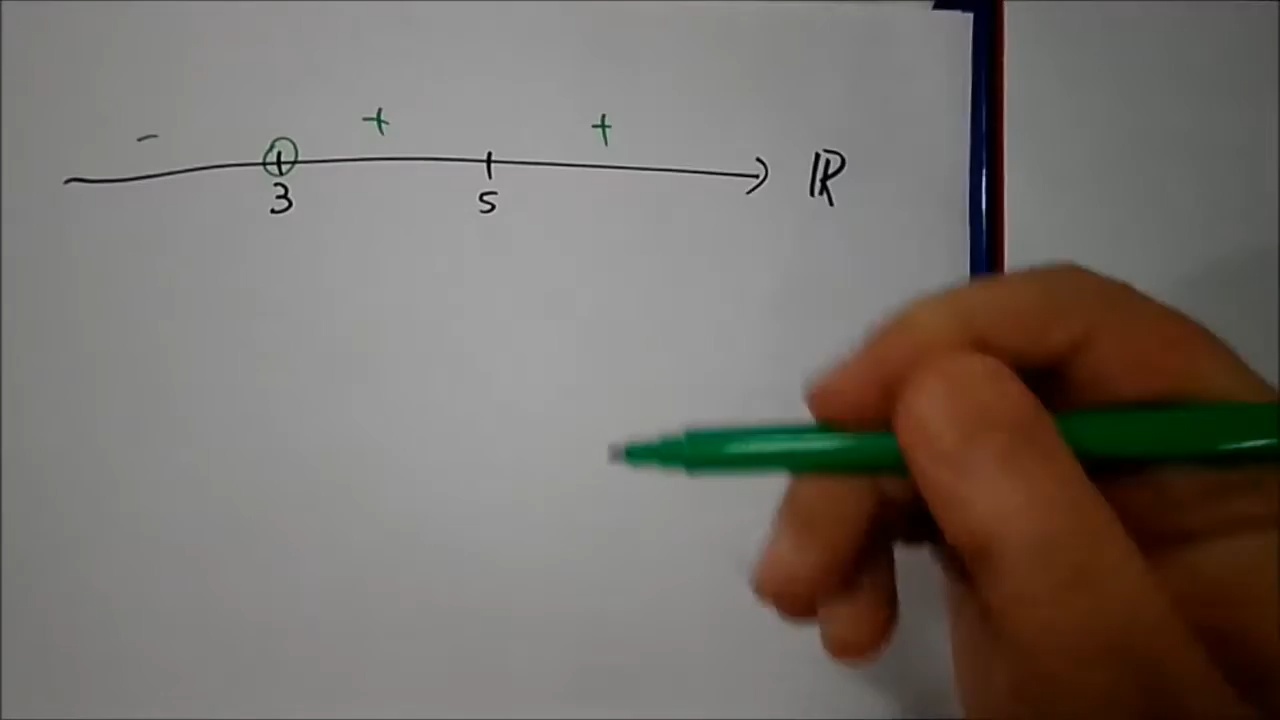 - + +
3 5 ℝ